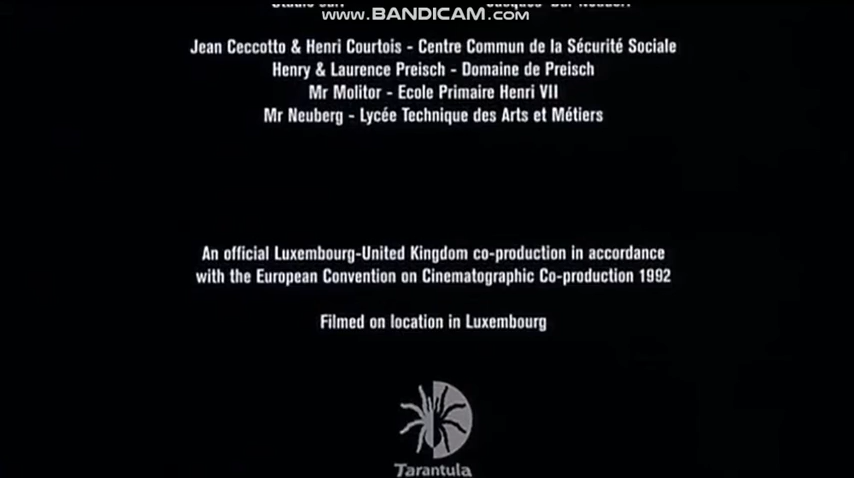 www.BANDICAM.com
Jean Ceccotto & Henri Courtois - Centre Commun de la Sécurité Sociale
Henry & Laurence Preisch - Domaine de Preisch
Mr Molitor - Ecole Primaire Henri VII
Mr Neuberg - Lycée Technique des Arts et Métiers
An official Luxembourg-United Kingdom co-production in accordance
with the European Convention on Cinematographic Co-production 1992
Filmed on location in Luxembourg
Tarantula